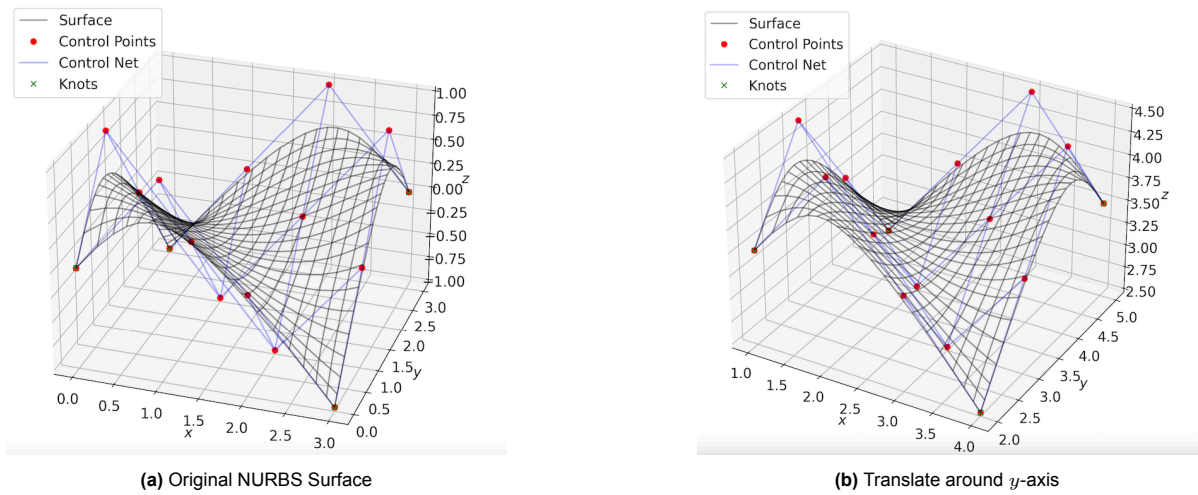 Surface
Control Points
Control Net
Knots
1.00
0.75
0.50
0.25
z
0.00
−0.25
−0.50
−0.75
−1.00
3.0
2.5
2.0
1.5
y
1.0
0.5
0.0
0.0
0.5
1.0
1.5
x
2.0
2.5
3.0
(a) Original NURBS Surface
Surface
Control Points
Control Net
Knots
4.50
4.25
4.00
3.75
z
3.50
3.25
3.00
2.75
2.50
5.0
4.5
4.0
y
3.5
3.0
2.5
2.0
1.0
1.5
2.0
x
2.5
3.0
3.5
4.0
(b) Translate around y-axis